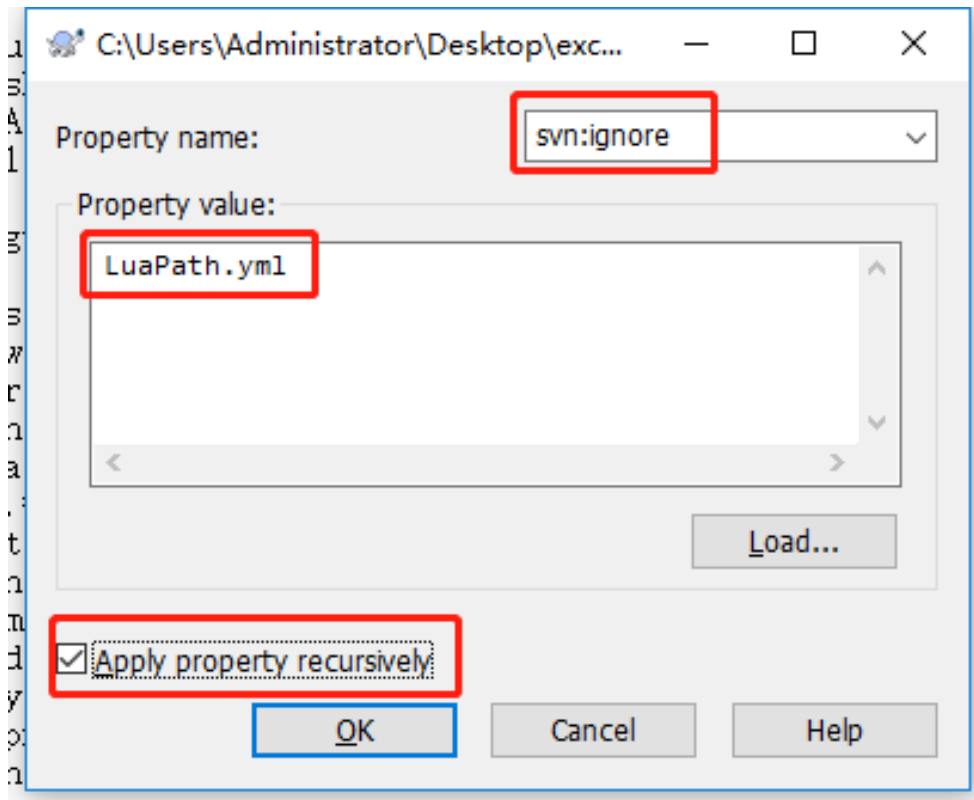 C:\Users\Administrator\Desktop\exc...
Property name:
svn:ignore
Property value:
LuaPath.yml
Load...
Apply property recursively
OK
Cancel
Help